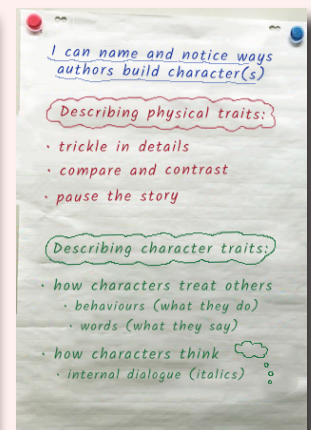 I can name and notice ways
authors build character(s)
Describing physical traits:
· trickle in details
· compare and contrast
· pause the story
Describing character traits:
· how characters treat others
· behaviours (what they do)
· words (what they say)
· how characters think
· internal dialogue (italics)